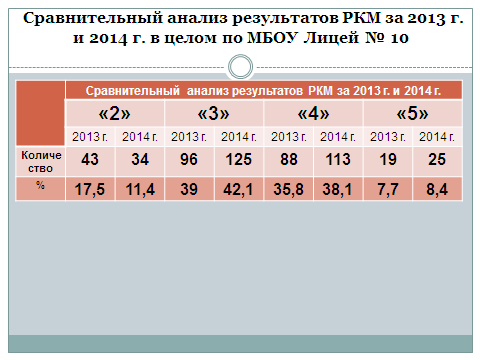 Сравнительный анализ результатов РКМ за 2013 г.
и 2014 г. в целом по МБОУ Лицей № 10
Сравнительный анализ результатов РКМ за 2013 г. и 2014 г.
«2» «3» «4» «5»
2013 г. 2014 г. 2013 г. 2014 г. 2013 г. 2014 г. 2013 г. 2014 г.
Количе
ство 43 34 96 125 88 113 19 25
% 17,5 11,4 39 42,1 35,8 38,1 7,7 8,4